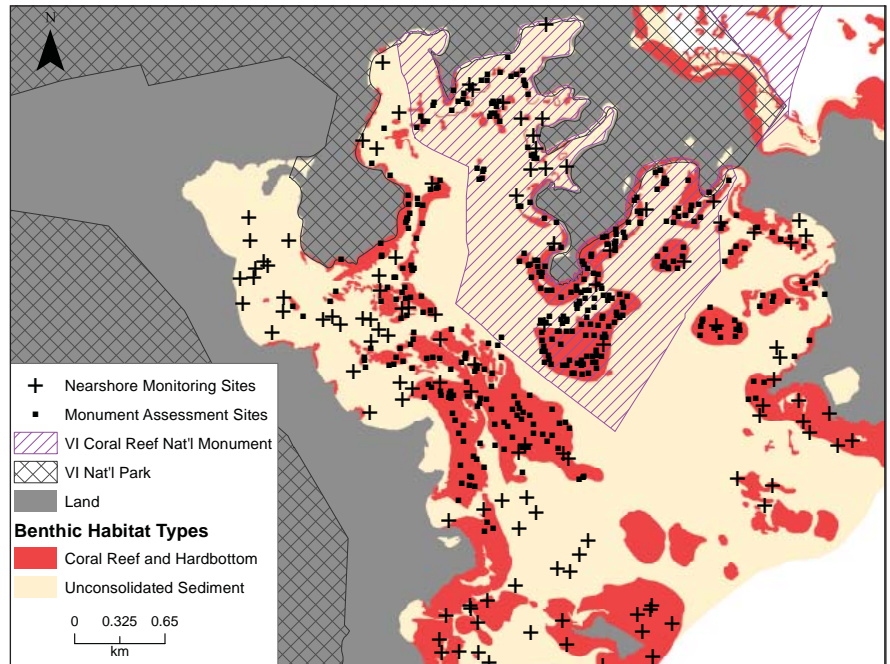 N
Nearshore Monitoring Sites
Monument Assessment Sites
VI Coral Reef Nat'l Monument
VI Nat'l Park
Land
Benthic Habitat Types
Coral Reef and Hardbottom
Unconsolidated Sediment
0 0.325 0.65
km